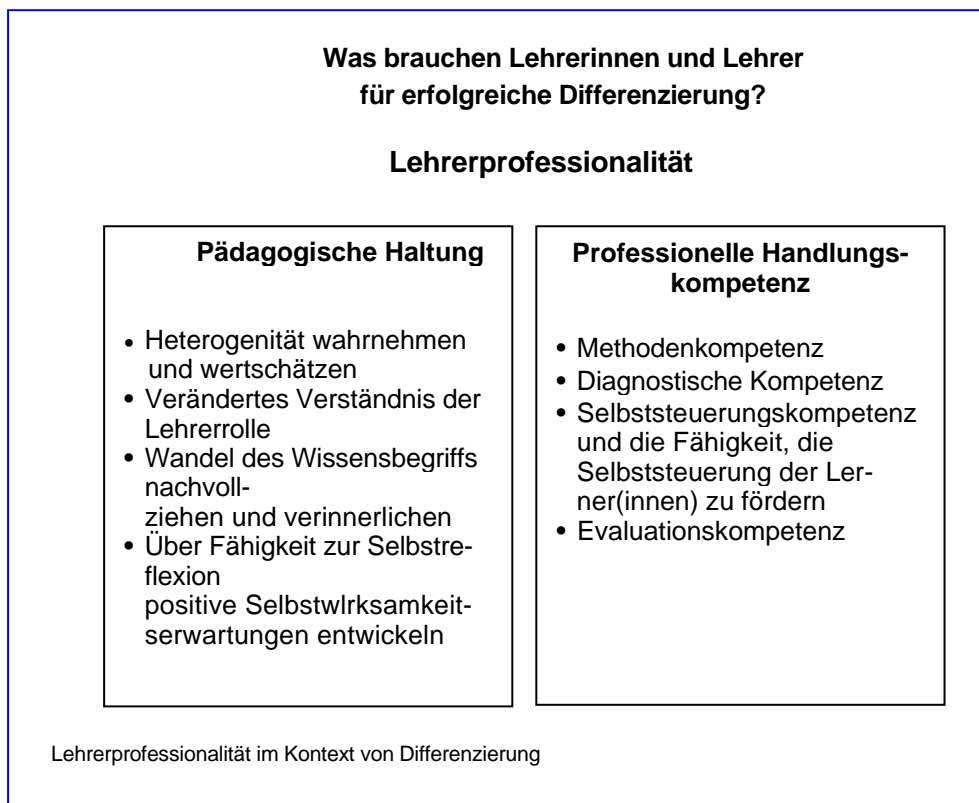 Was brauchen Lehrerinnen und Lehrer
für erfolgreiche Differenzierung?
Lehrerprofessionalität
Pädagogische Haltung
• Heterogenität wahrnehmen
und wertschätzen
• Verändertes Verständnis der
Lehrerrolle
• Wandel des Wissensbegriffs
nachvoll-
ziehen und verinnerlichen
• Über Fähigkeit zur Selbstre-
flexion
positive Selbstwlrksamkeit-
serwartungen entwickeln
Professionelle Handlungs-
kompetenz
• Methodenkompetenz
• Diagnostische Kompetenz
• Selbststeuerungskompetenz
und die Fähigkeit, die
Selbststeuerung der Ler-
ner(innen) zu fördern
• Evaluationskompetenz
Lehrerprofessionalität im Kontext von Differenzierung